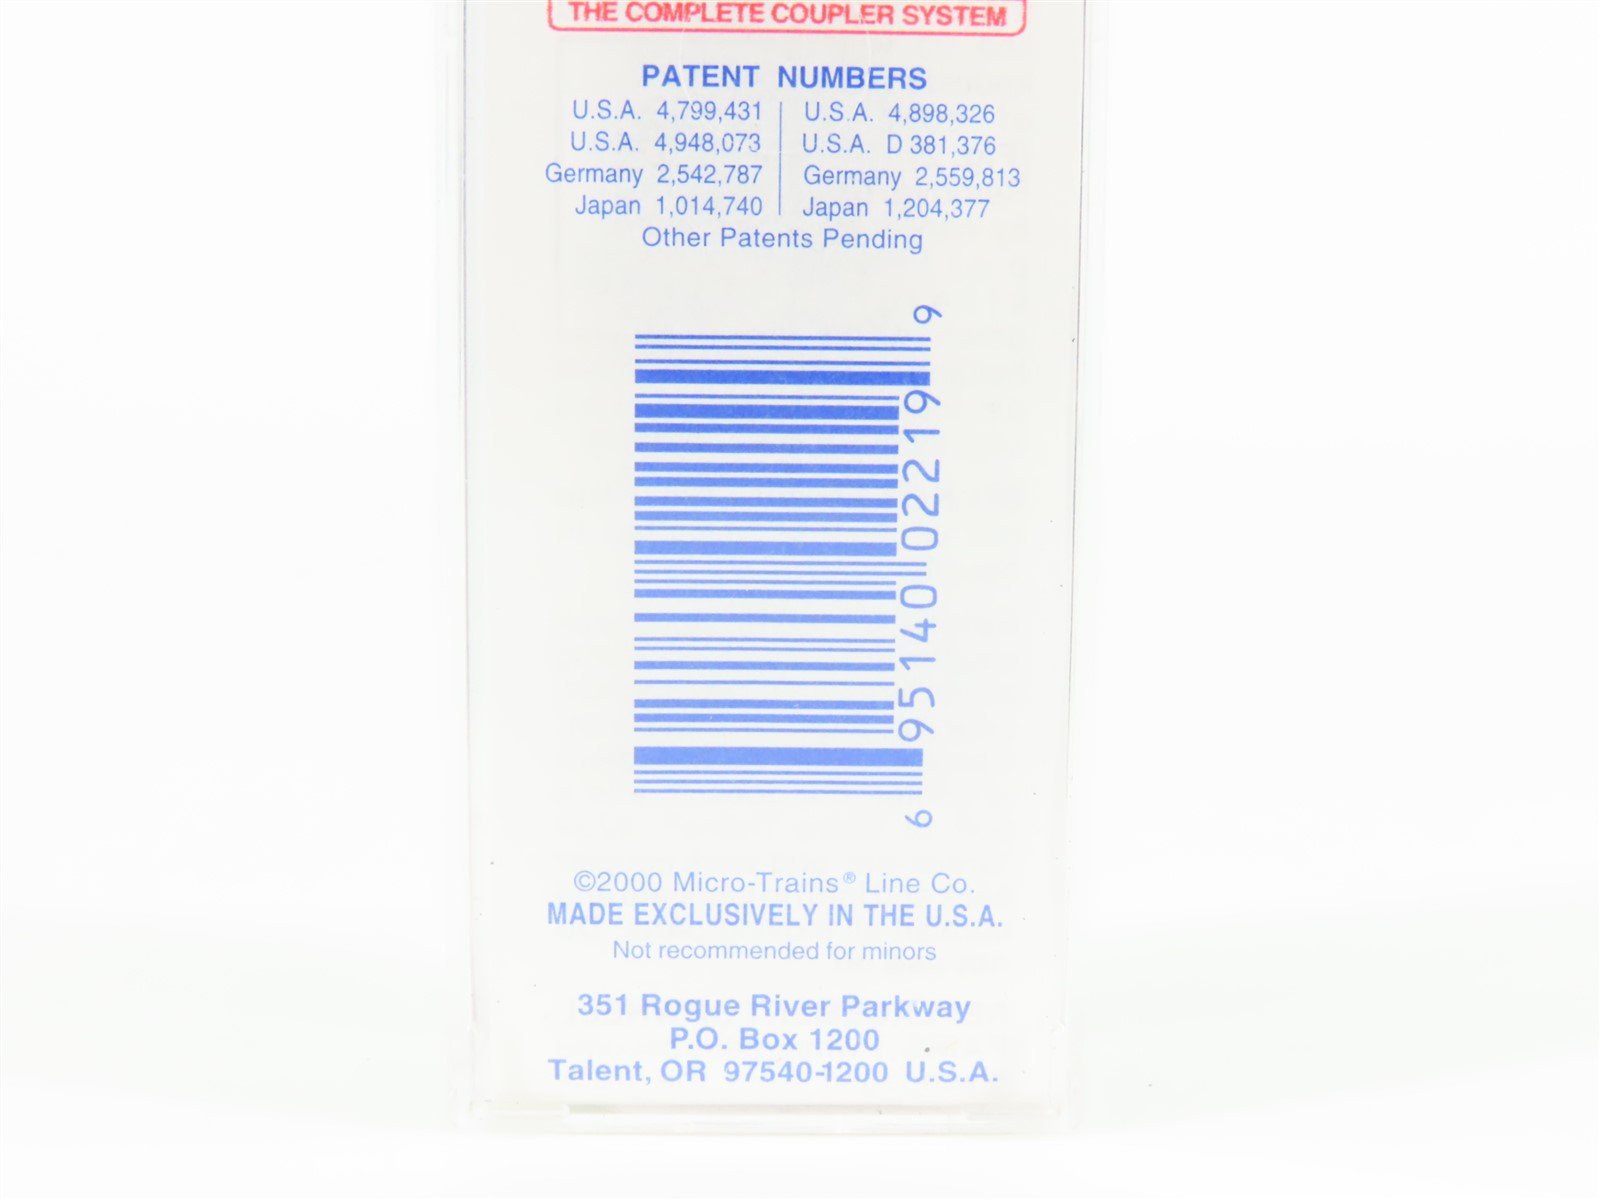 THE COMPLETE COUPLER SYSTEM
PATENT NUMBERS
U.S.A. 4,799,431 | U.S.A. 4,898,326
U.S.A. 4,948,073 | U.S.A. D 381,376
Germany 2,542,787 | Germany 2,559,813
Japan 1,014,740 | Japan 1,204,377
Other Patents Pending
6 95140 02219 9
©2000 Micro-Trains® Line Co.
MADE EXCLUSIVELY IN THE U.S.A.
Not recommended for minors
351 Rogue River Parkway
P.O. Box 1200
Talent, OR 97540-1200 U.S.A.